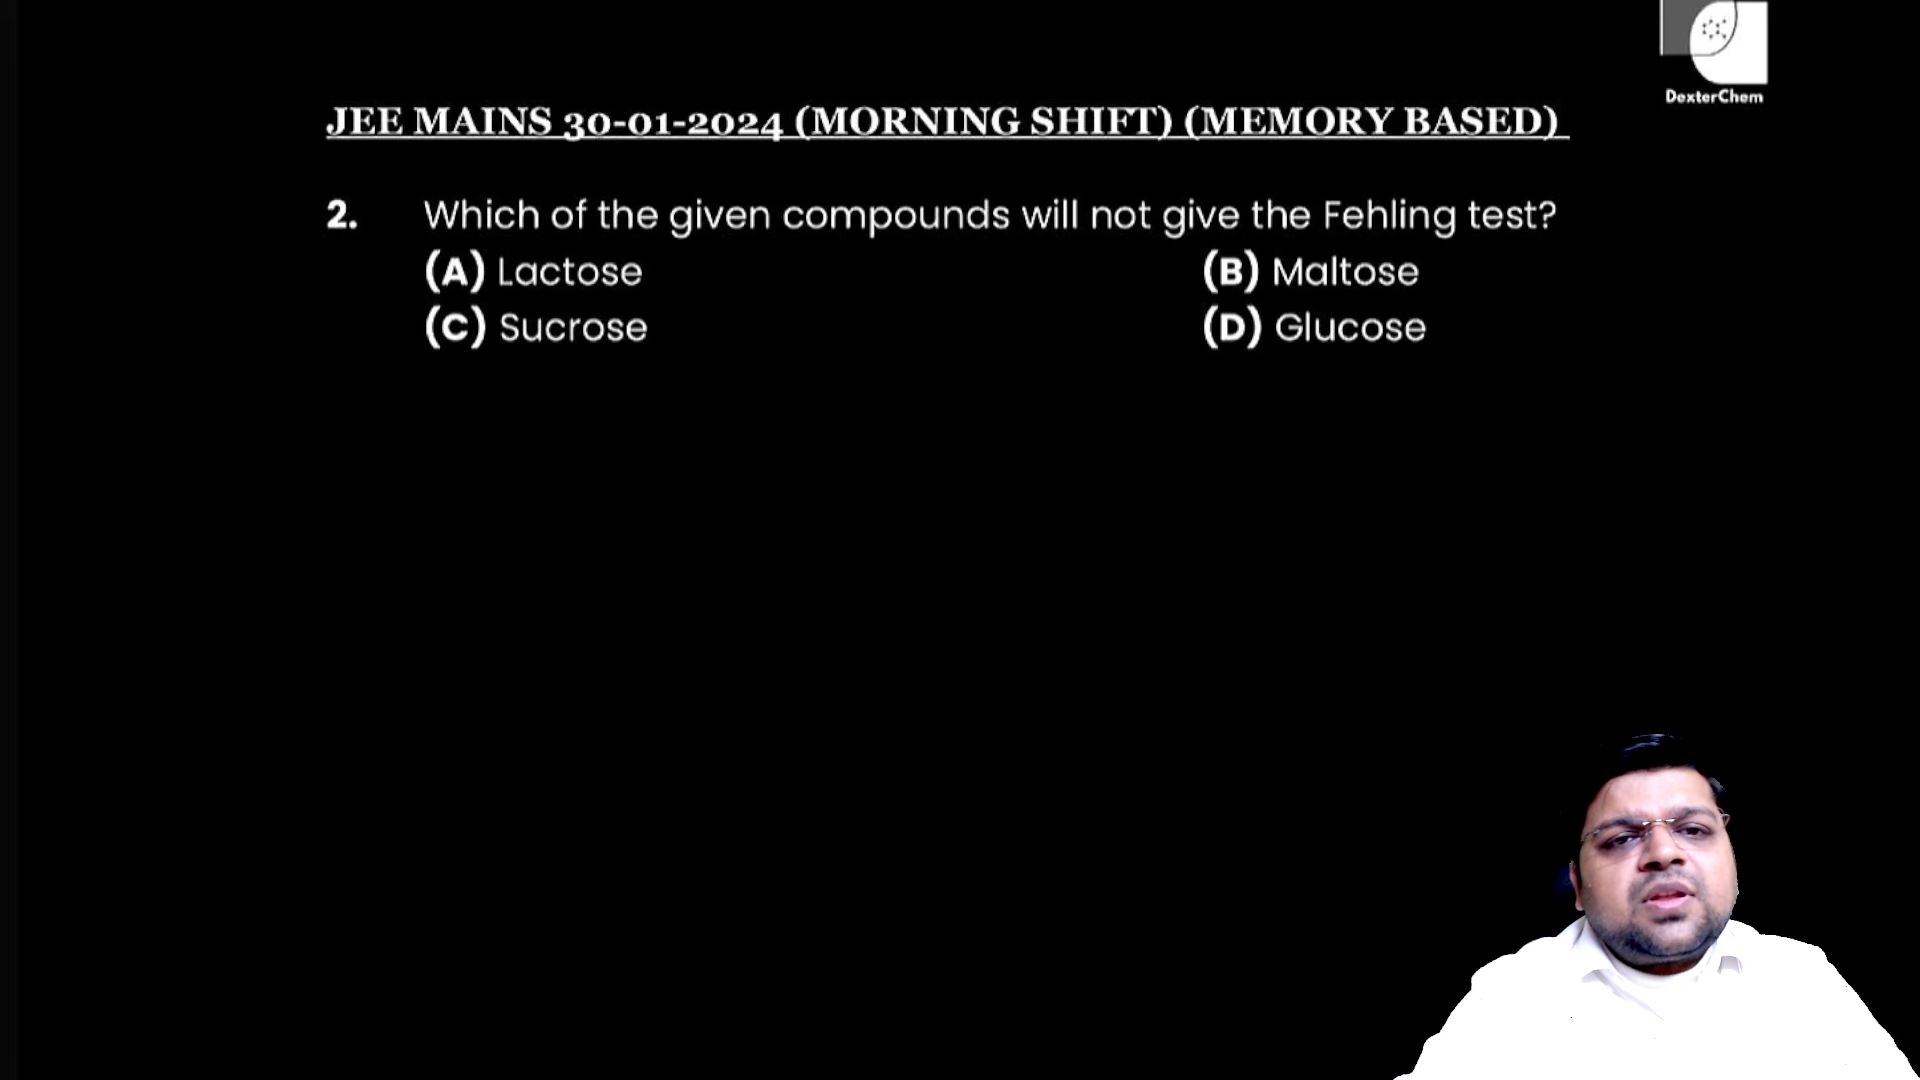 DexterChem
JEE MAINS 30-01-2024 (MORNING SHIFT) (MEMORY BASED)
2. Which of the given compounds will not give the Fehling test?
(A) Lactose (B) Maltose
(C) Sucrose (D) Glucose